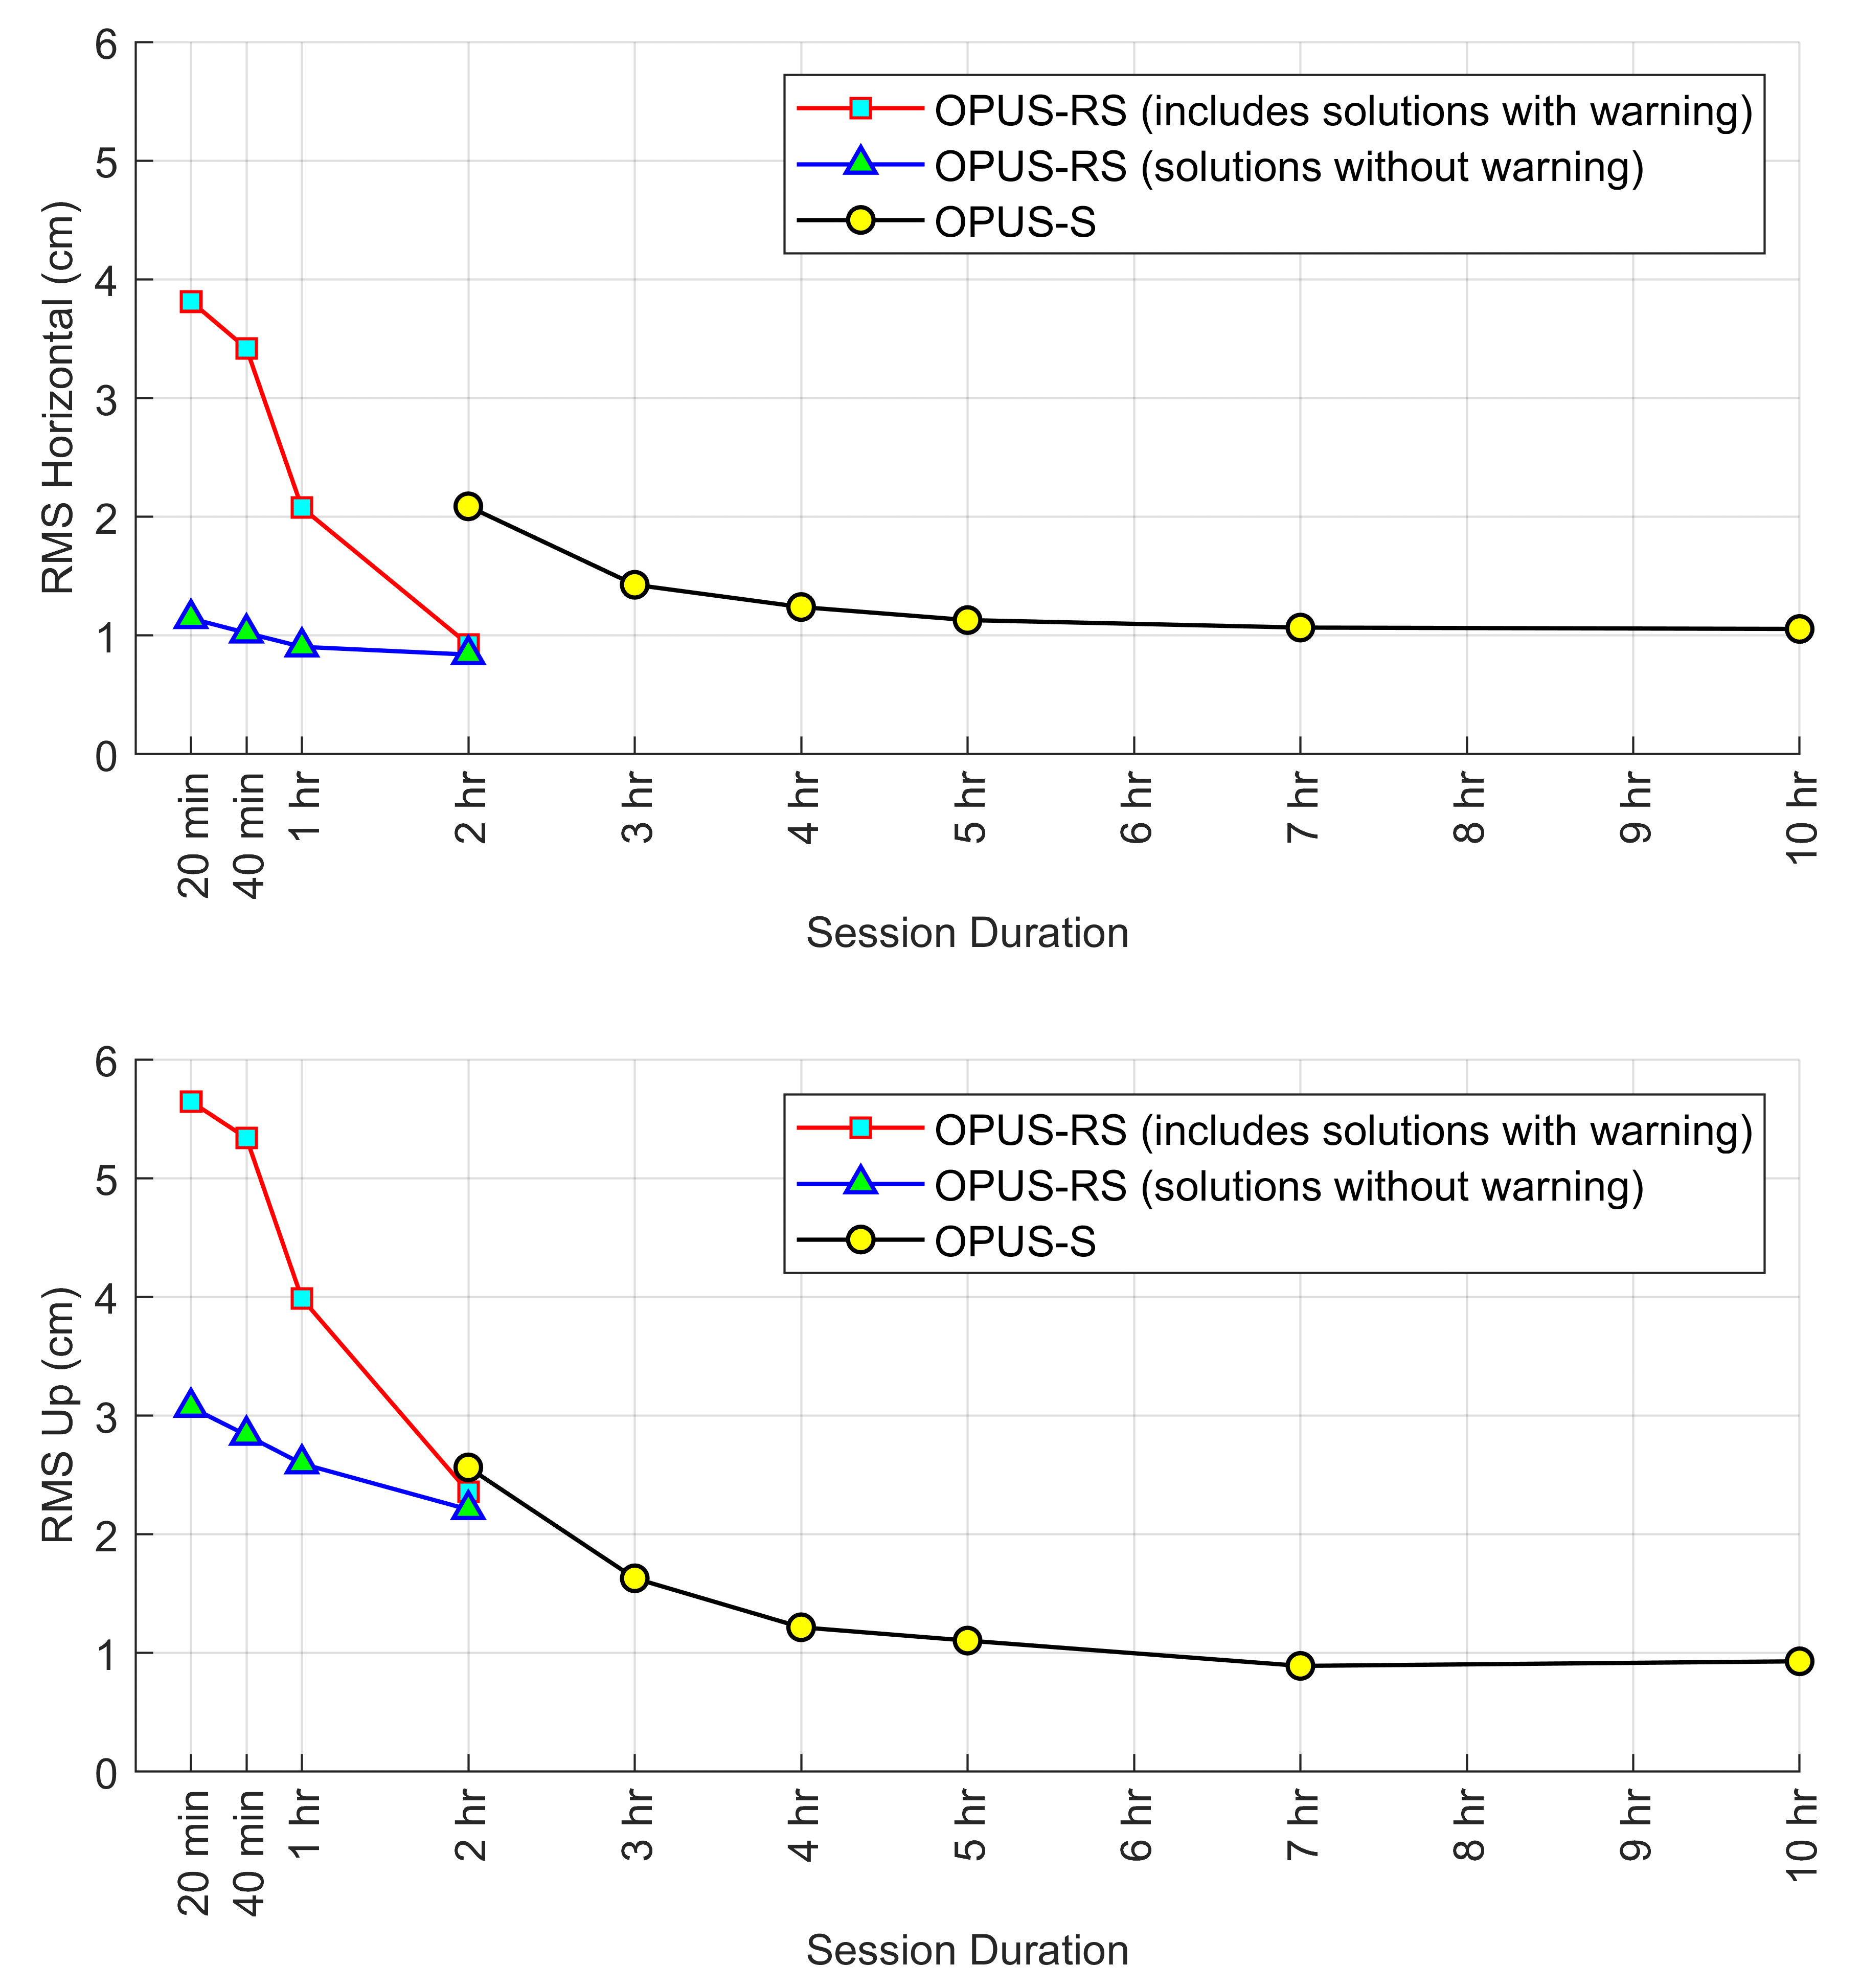 6
5
4
3
2
1
0
RMS Horizontal (cm)
OPUS-RS (includes solutions with warning)
OPUS-RS (solutions without warning)
OPUS-S
20 min
40 min
1 hr
2 hr
3 hr
4 hr
5 hr
6 hr
7 hr
8 hr
9 hr
10 hr
Session Duration
6
5
4
3
2
1
0
RMS Up (cm)
OPUS-RS (includes solutions with warning)
OPUS-RS (solutions without warning)
OPUS-S
20 min
40 min
1 hr
2 hr
3 hr
4 hr
5 hr
6 hr
7 hr
8 hr
9 hr
10 hr
Session Duration